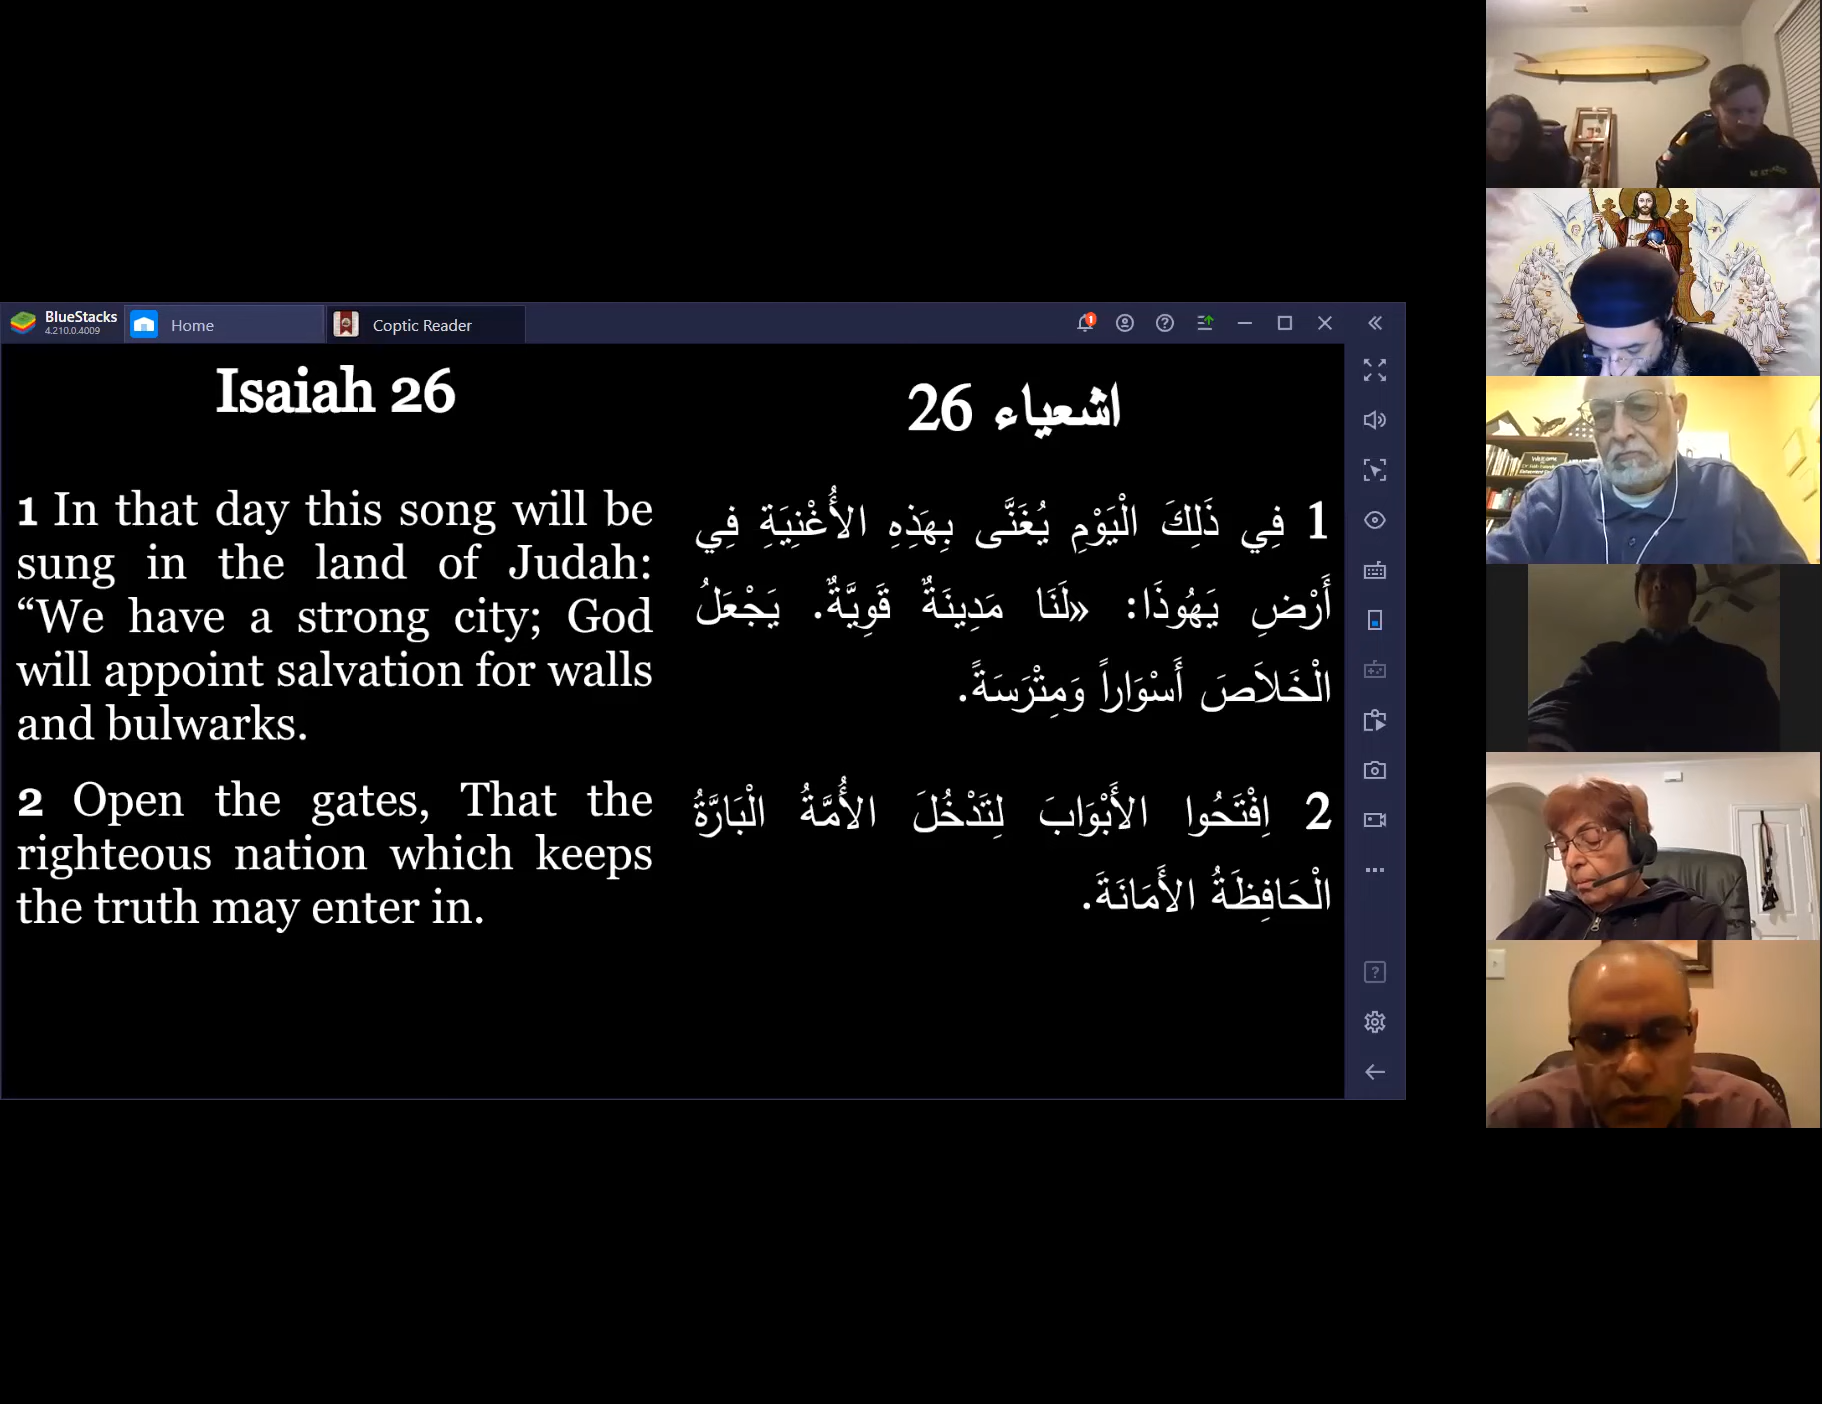 BlueStacks
4.210.0.4009
Home
Coptic Reader
1
Isaiah 26
1 In that day this song will be
sung in the land of Judah:
“We have a strong city; God
will appoint salvation for walls
and bulwarks.
2 Open the gates, That the
righteous nation which keeps
the truth may enter in.
اشعياء 26
1 فِي ذَلِكَ الْيَوْمِ يُغَنَّى بِهَذِهِ الأُغْنِيَةِ فِي
أَرْضِ يَهُوذَا: «لَنَا مَدِينَةٌ قَوِيَّةٌ. يَجْعَلُ
الْخَلاَصَ أَسْوَاراً وَمِتْرَسَةً.
2 اِفْتَحُوا الأَبْوَابَ لِتَدْخُلَ الأُمَّةُ الْبَارَّةُ
الْحَافِظَةُ الأَمَانَةَ.
Welcome